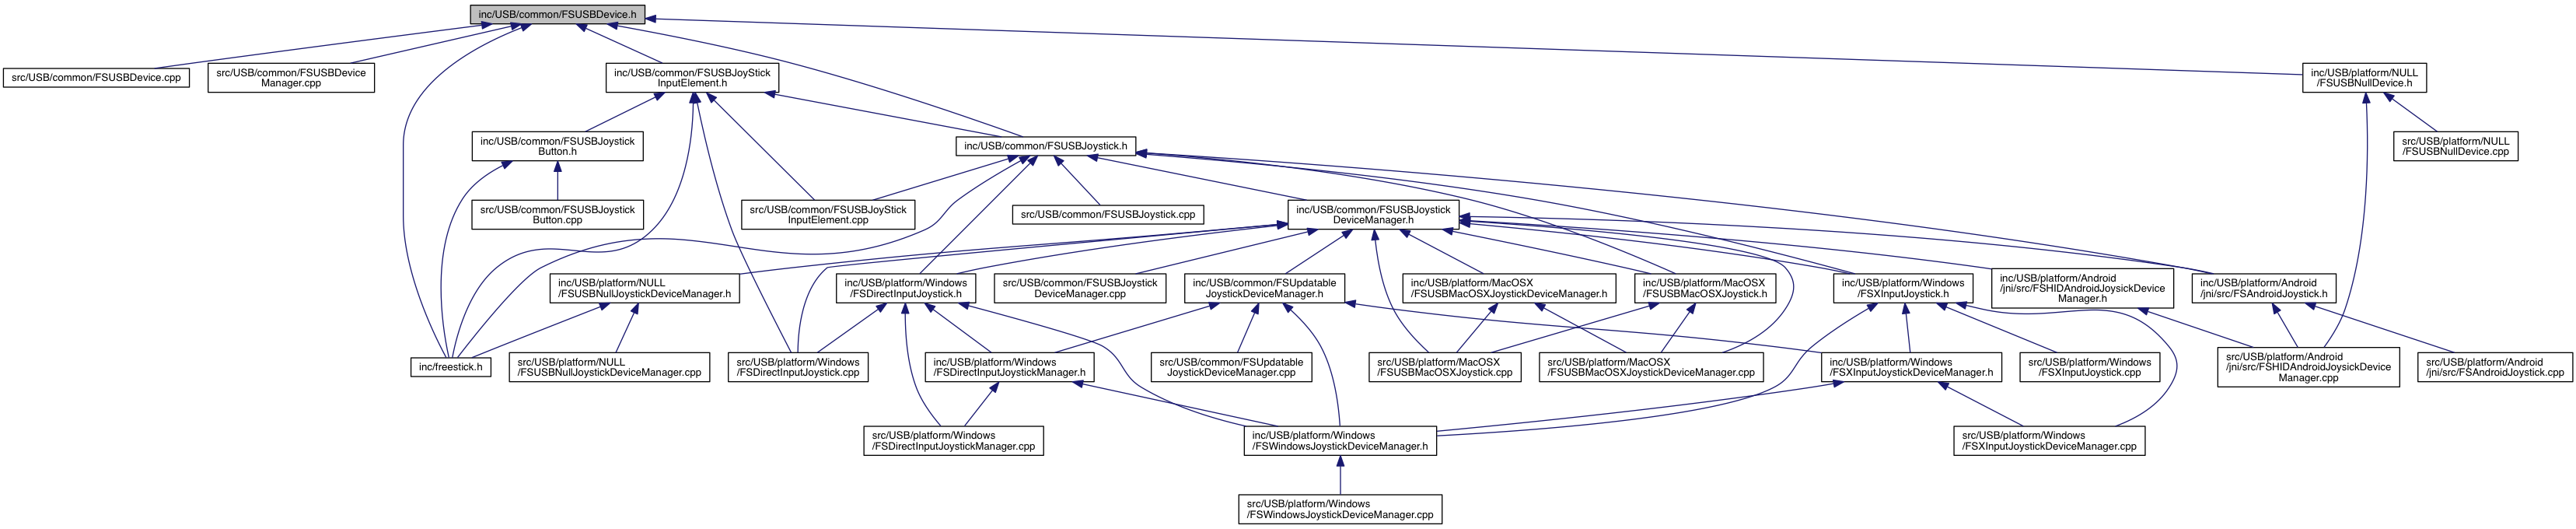 inc/USB/common/FSUSBDevice.h
src/USB/common/FSUSBDevice.cpp
src/USB/common/FSUSBDevice
Manager.cpp
inc/USB/common/FSUSBJoyStick
InputElement.h
inc/USB/platform/NULL
/FSUSBNullDevice.h
inc/USB/common/FSUSBJoystick
Button.h
inc/USB/common/FSUSBJoystick.h
src/USB/platform/NULL
/FSUSBNullDevice.cpp
src/USB/common/FSUSBJoystick
Button.cpp
src/USB/common/FSUSBJoyStick
InputElement.cpp
src/USB/common/FSUSBJoystick.cpp
inc/USB/common/FSUSBJoystick
DeviceManager.h
inc/USB/platform/NULL
/FSUSBNullJoystickDeviceManager.h
inc/USB/platform/Windows
/FSDirectInputJoystick.h
src/USB/common/FSUSBJoystick
DeviceManager.cpp
inc/USB/common/FSUpdatable
JoystickDeviceManager.h
inc/USB/platform/MacOSX
/FSUSBMacOSXJoystickDeviceManager.h
inc/USB/platform/MacOSX
/FSUSBMacOSXJoystick.h
inc/USB/platform/Windows
/FSXInputJoystick.h
inc/USB/platform/Android
/jni/src/FSHIDAndroidJoysickDevice
Manager.h
inc/USB/platform/Android
/jni/src/FSAndroidJoystick.h
inc/freestick.h
src/USB/platform/NULL
/FSUSBNullJoystickDeviceManager.cpp
src/USB/platform/Windows
/FSDirectInputJoystick.cpp
inc/USB/platform/Windows
/FSDirectInputJoystickManager.h
src/USB/common/FSUpdatable
JoystickDeviceManager.cpp
src/USB/platform/MacOSX
/FSUSBMacOSXJoystick.cpp
src/USB/platform/MacOSX
/FSUSBMacOSXJoystickDeviceManager.cpp
inc/USB/platform/Windows
/FSXInputJoystickDeviceManager.h
src/USB/platform/Windows
/FSXInputJoystick.cpp
src/USB/platform/Android
/jni/src/FSHIDAndroidJoysickDevice
Manager.cpp
src/USB/platform/Android
/jni/src/FSAndroidJoystick.cpp
src/USB/platform/Windows
/FSDirectInputJoystickManager.cpp
inc/USB/platform/Windows
/FSWindowsJoystickDeviceManager.h
src/USB/platform/Windows
/FSXInputJoystickDeviceManager.cpp
src/USB/platform/Windows
/FSWindowsJoystickDeviceManager.cpp